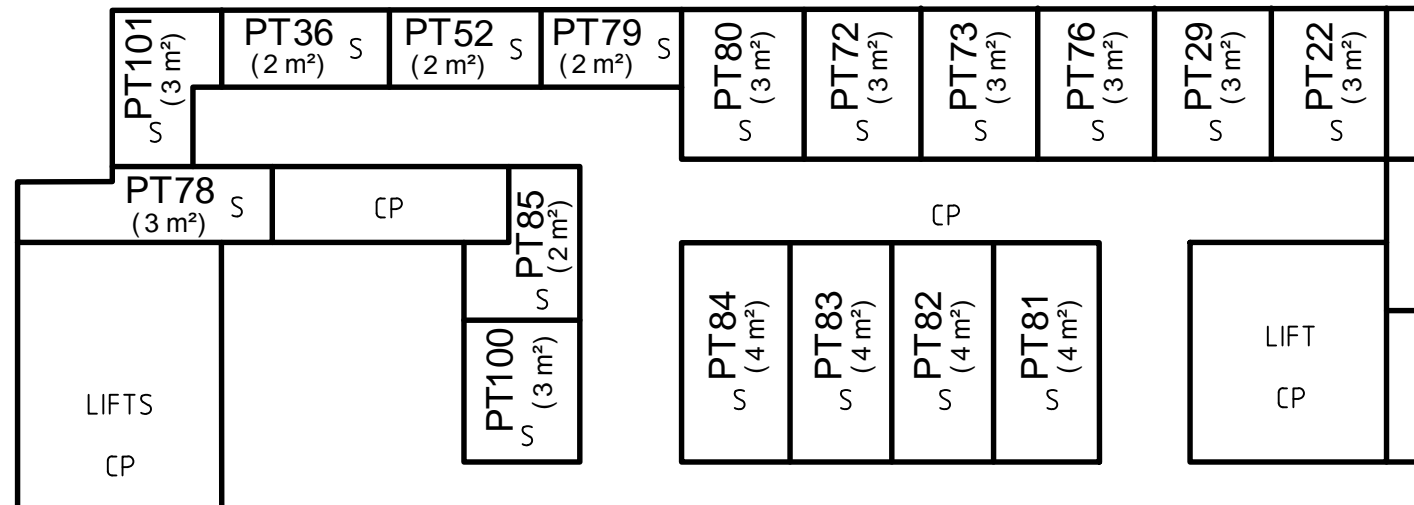 PT101
(3 m²)
S
PT36
(2 m²)
S
PT52
(2 m²)
S
PT79
(2 m²)
S
PT80
(3 m²)
S
PT72
(3 m²)
S
PT73
(3 m²)
S
PT76
(3 m²)
S
PT29
(3 m²)
S
PT22
(3 m²)
S
PT78
(3 m²)
S
CP
PT85
(2 m²)
S
CP
PT100
(3 m²)
S
PT84
(4 m²)
S
PT83
(4 m²)
S
PT82
(4 m²)
S
PT81
(4 m²)
S
LIFT
CP
LIFTS
CP